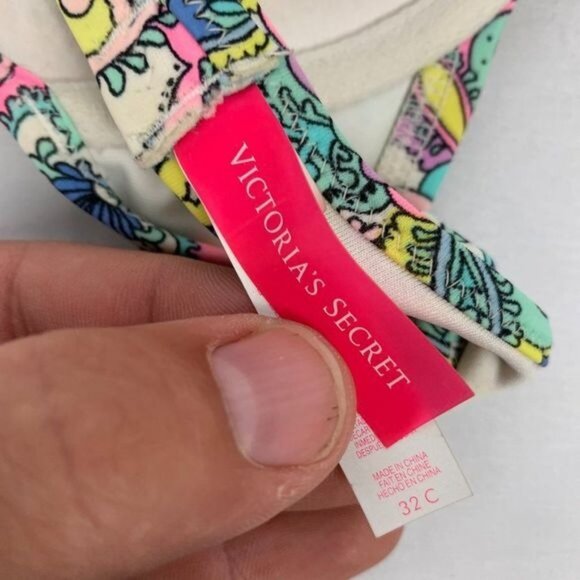 VICTORIA'S SECRET
MADE IN CHINA
FAIT EN CHINE
HECHO EN CHINA
32 C